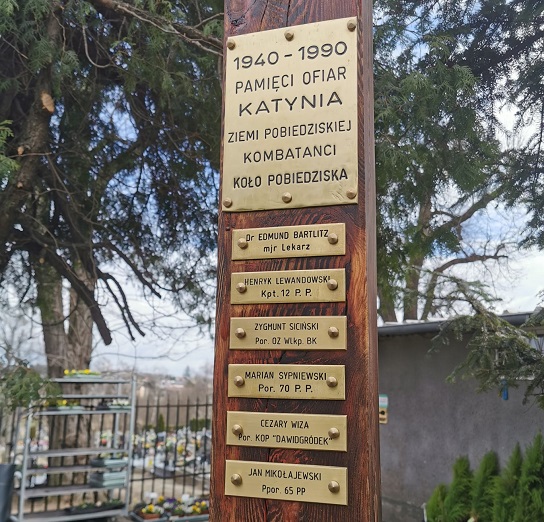 1940-1990
PAMIĘCI OFIAR
KATYNIA
ZIEMI POBIEDZISKIEJ
KOMBATANCI
KOŁO POBIEDZISKA
Dr EDMUND BARTLITZ
mjr Lekarz
HENRYK LEWANDOWSKI
Kpt. 12 P. P.
ZYGMUNT SICIŃSKI
Por. OZ Wlkp. BK
MARIAN SYPNIEWSKI
Por. 70 P. P.
CEZARY WIZA
Por. KOP "DAWIDGRÓDEK"
JAN MIKOŁAJEWSKI
Ppor. 65 PP